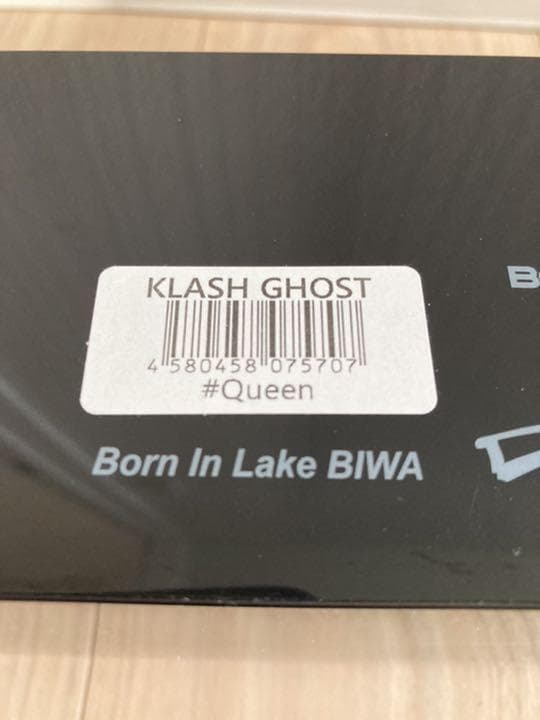 KLASH GHOST
4 580458 075707
#Queen
Born In Lake BIWA